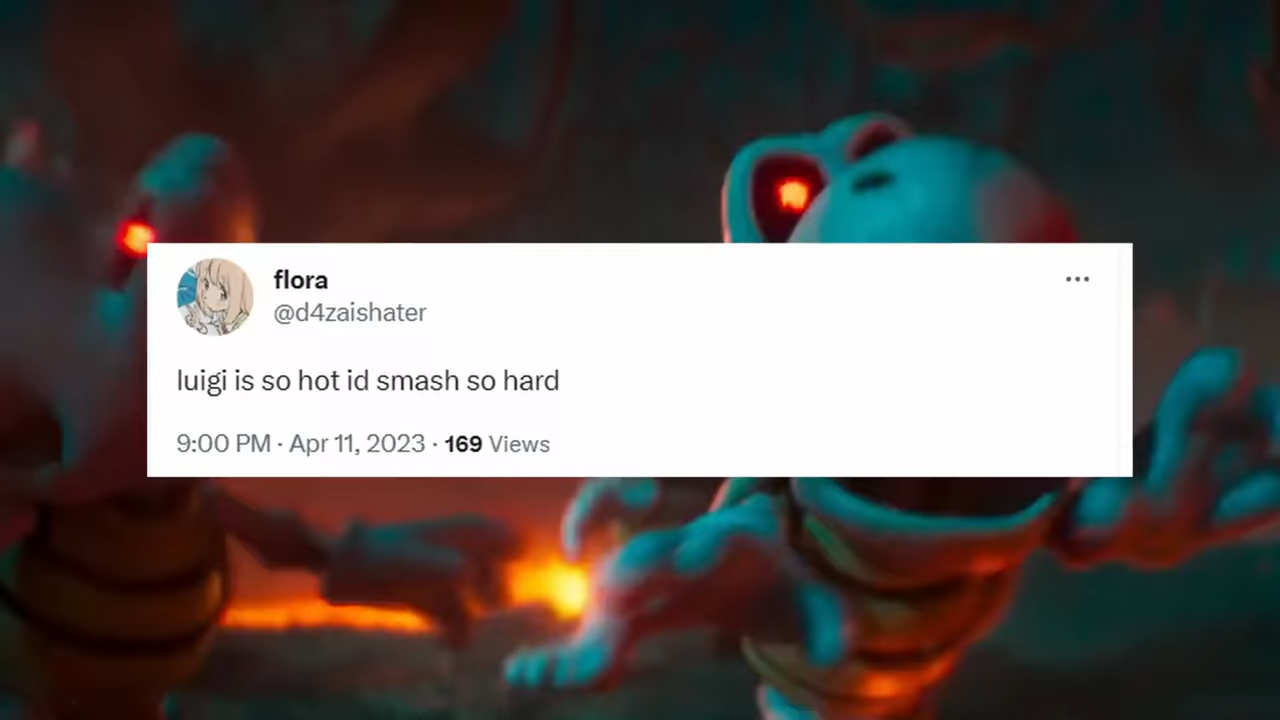 flora
@d4zaishater
luigi is so hot id smash so hard
9:00 PM · Apr 11, 2023 · 169 Views